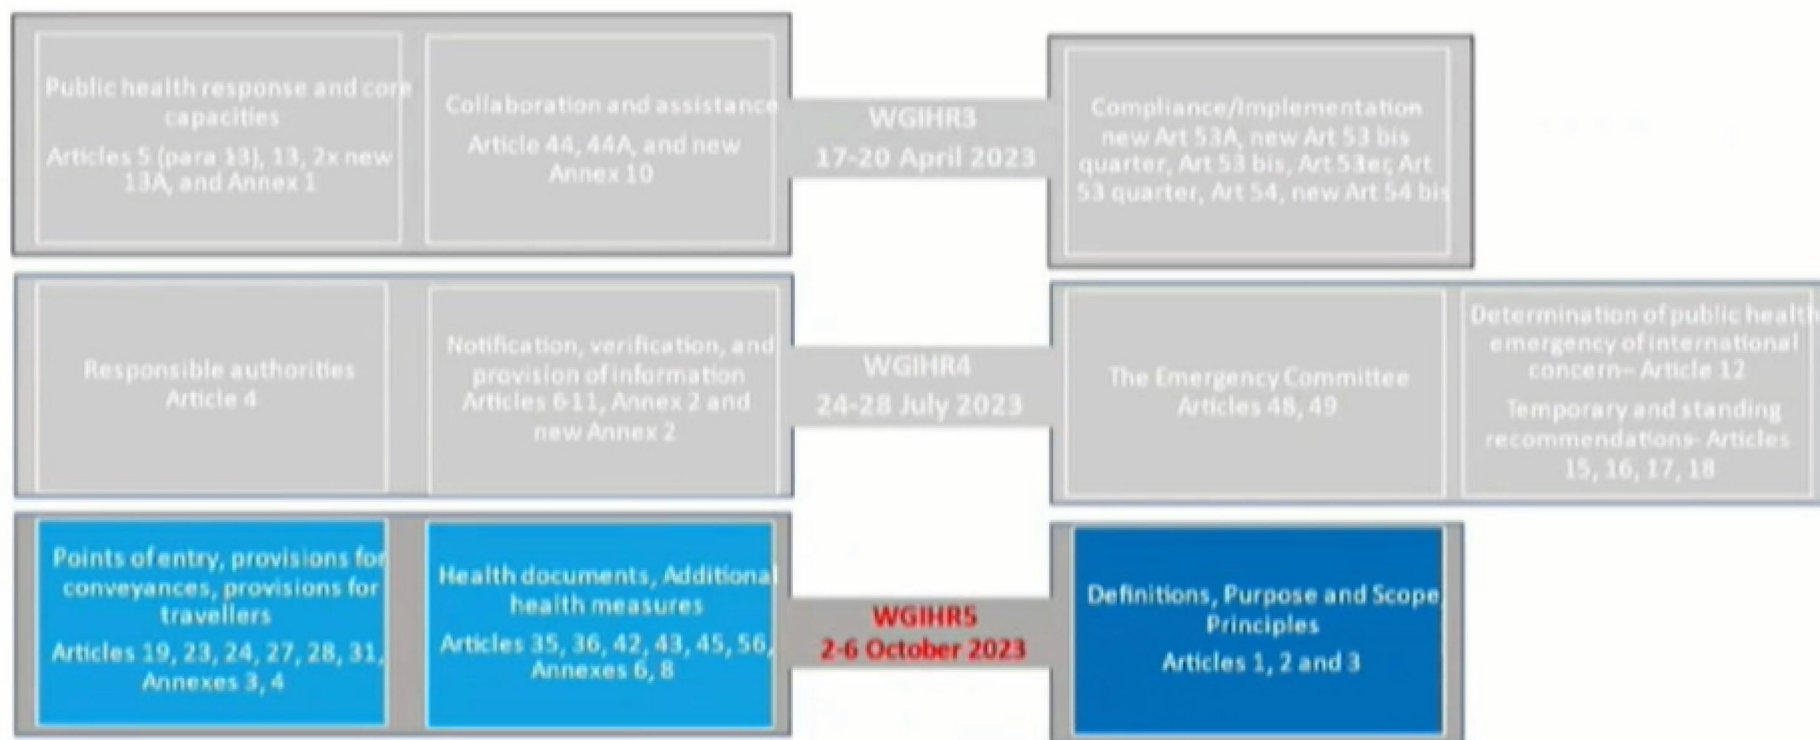 Public health response and core
capacities
Articles 5 (para 13), 13, 2x new
13A, and Annex 1
Collaboration and assistance
Article 44, 44A, and new
Annex 10
WGIHR3
17-20 April 2023
Compliance/Implementation
new Art 53A, new Art 53 bis
quarter, Art 53 bis, Art 53er, Art
53 quarter, Art 54, new Art 54 bis
Responsible authorities
Article 4
Notification, verification, and
provision of information
Articles 6-11, Annex 2 and
new Annex 2
WGIHR4
24-28 July 2023
The Emergency Committee
Articles 48, 49
Determination of public health
emergency of international
concern– Article 12
Temporary and standing
recommendations- Articles
15, 16, 17, 18
Points of entry, provisions for
conveyances, provisions for
travellers
Articles 19, 23, 24, 27, 28, 31,
Annexes 3, 4
Health documents, Additional
health measures
Articles 35, 36, 42, 43, 45, 56,
Annexes 6, 8
WGIHR5
2-6 October 2023
Definitions, Purpose and Scope,
Principles
Articles 1, 2 and 3